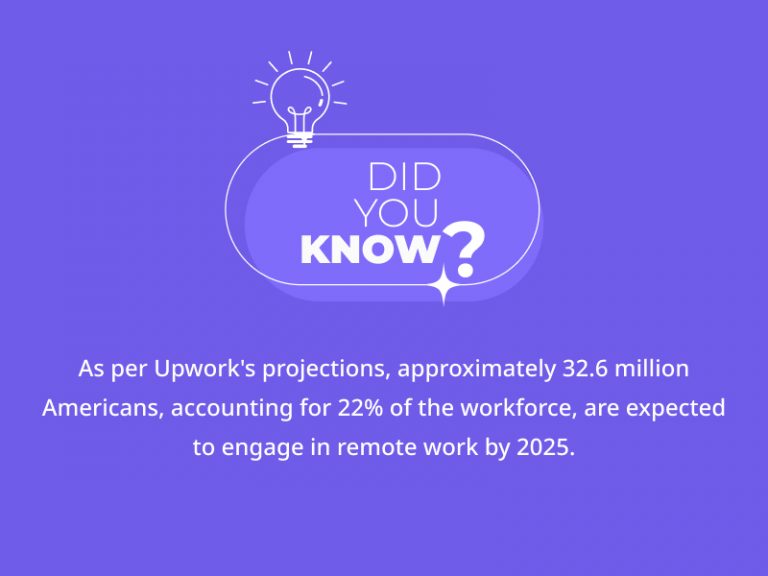 DID
YOU
KNOW?
As per Upwork's projections, approximately 32.6 million
Americans, accounting for 22% of the workforce, are expected
to engage in remote work by 2025.